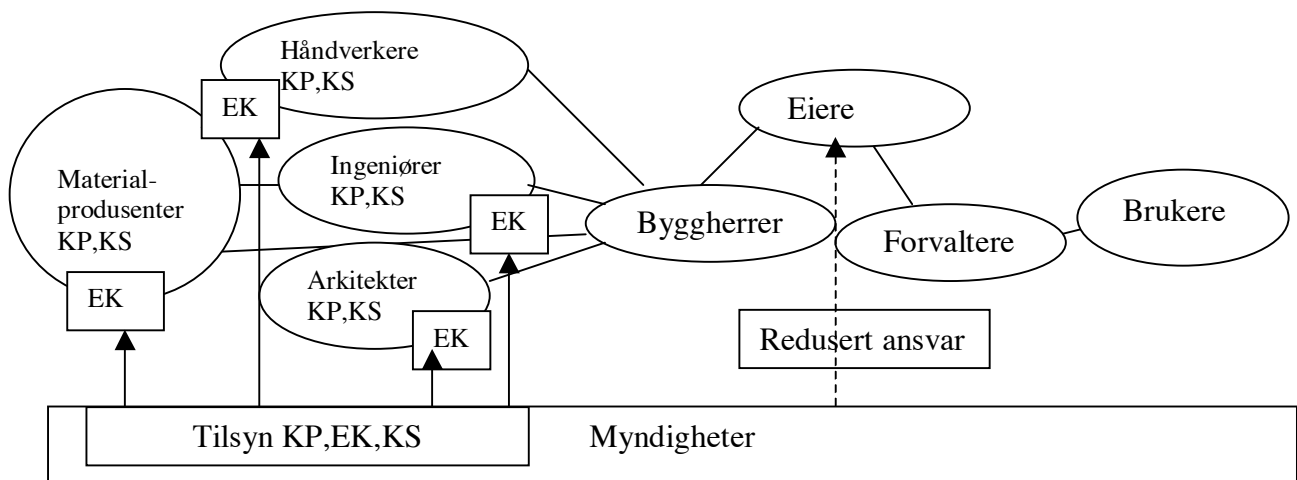 Håndverkere
KP,KS
EK
Eiere
Material-
produsenter
KP,KS
EK
Ingeniører
KP,KS
EK
Byggherrer
Forvaltere
Brukere
Arkitekter
KP,KS
EK
Redusert ansvar
Tilsyn KP,EK,KS
Myndigheter